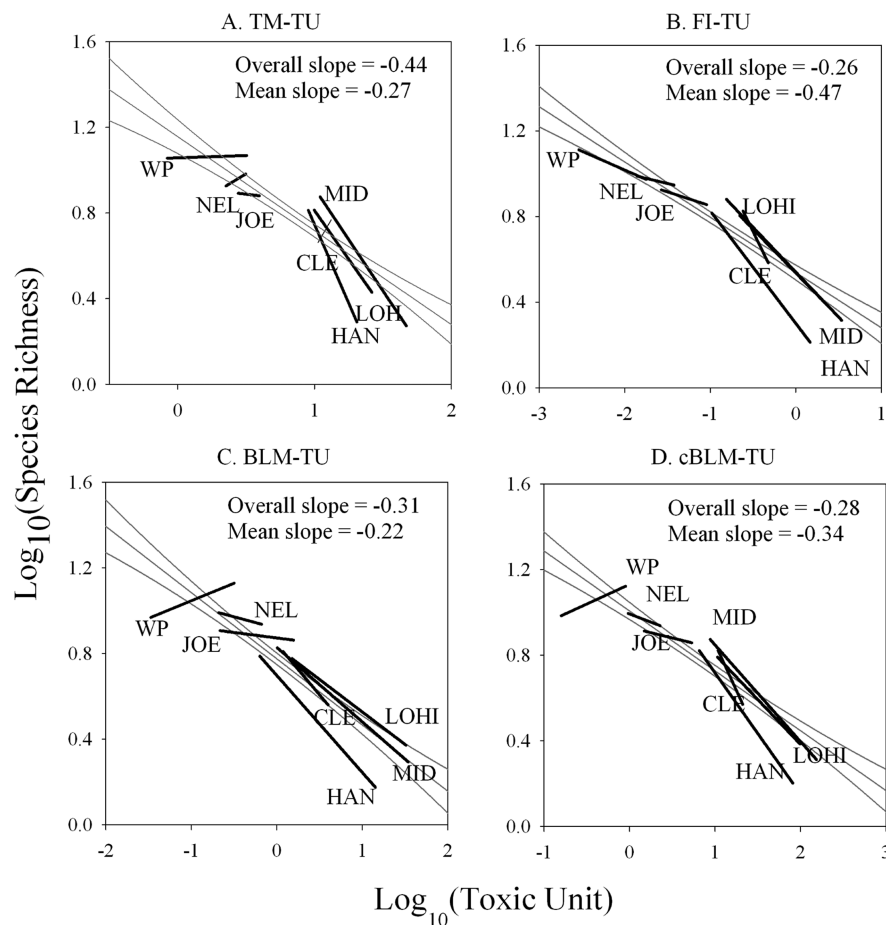 A. TM-TU
Overall slope = -0.44
Mean slope = -0.27
1.6
1.2
0.8
0.4
0.0
WP
NEL
JOE
MID
CLE
LOH
HAN
0
1
2
B. FI-TU
Overall slope = -0.26
Mean slope = -0.47
1.6
1.2
0.8
0.4
0.0
WP
NEL
JOE
LOHI
CLE
MID
HAN
-3
-2
-1
0
1
C. BLM-TU
Overall slope = -0.31
Mean slope = -0.22
1.6
1.2
0.8
0.4
0.0
WP
NEL
JOE
CLE
LOHI
MID
HAN
-2
-1
0
1
2
D. cBLM-TU
Overall slope = -0.28
Mean slope = -0.34
1.6
1.2
0.8
0.4
0.0
WP
NEL
JOE
MID
CLE
LOHI
HAN
-1
0
1
2
3
Log10(Species Richness)
Log10(Toxic Unit)